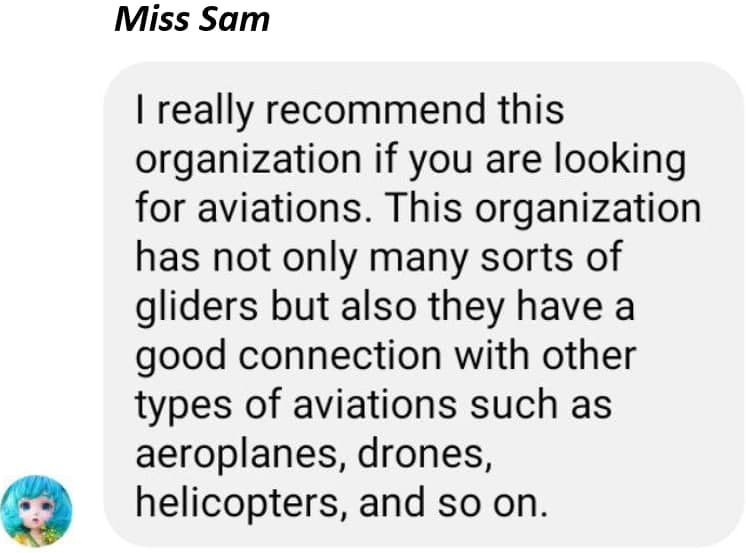 Miss Sam
I really recommend this
organization if you are looking
for aviations. This organization
has not only many sorts of
gliders but also they have a
good connection with other
types of aviations such as
aeroplanes, drones,
helicopters, and so on.